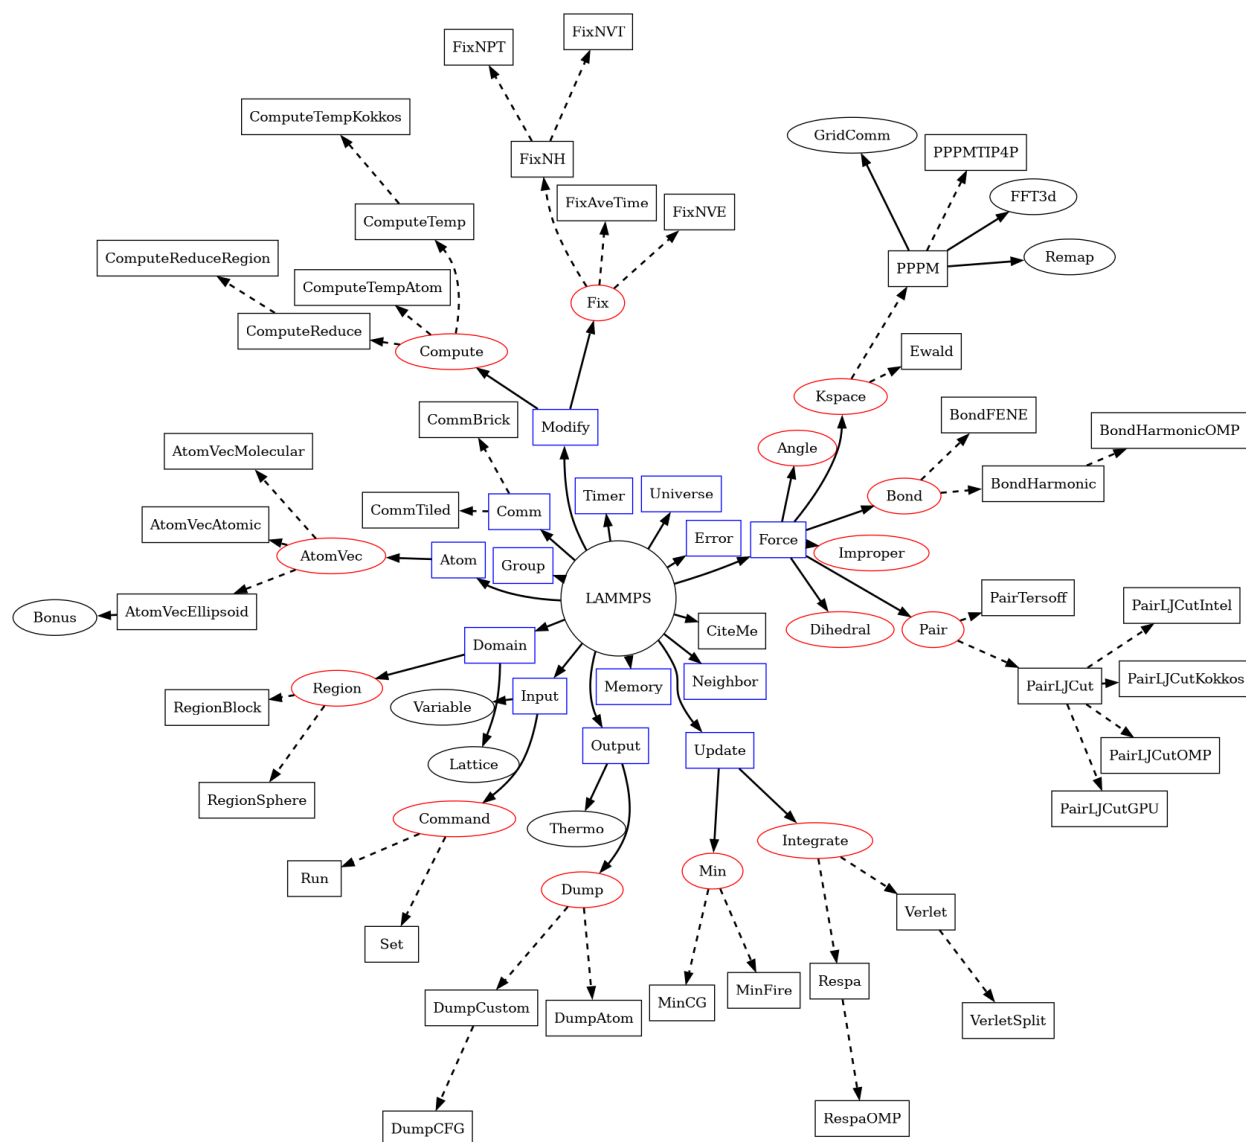 FixNVT
FixNPT
ComputeTempKokkos
GridComm
PPPMTIP4P
FixNH
FFT3d
FixAveTime
FixNVE
ComputeTemp
ComputeReduceRegion
Remap
PPPM
ComputeTempAtom
Fix
ComputeReduce
Compute
Ewald
Kspace
BondFENE
CommBrick
Modify
BondHarmonicOMP
AtomVecMolecular
Angle
BondHarmonic
Timer
Universe
Bond
CommTiled
Comm
AtomVecAtomic
Error
Force
Improper
AtomVec
Atom
Group
LAMMPS
PairTersoff
PairLJCutIntel
Bonus
AtomVecEllipsoid
CiteMe
Dihedral
Pair
Domain
PairLJCutKokkos
Neighbor
PairLJCut
Region
Memory
Input
RegionBlock
Variable
Output
Update
PairLJCutOMP
Lattice
RegionSphere
PairLJCutGPU
Command
Thermo
Integrate
Min
Run
Dump
Verlet
Set
Respa
MinFire
MinCG
DumpCustom
DumpAtom
VerletSplit
RespaOMP
DumpCFG